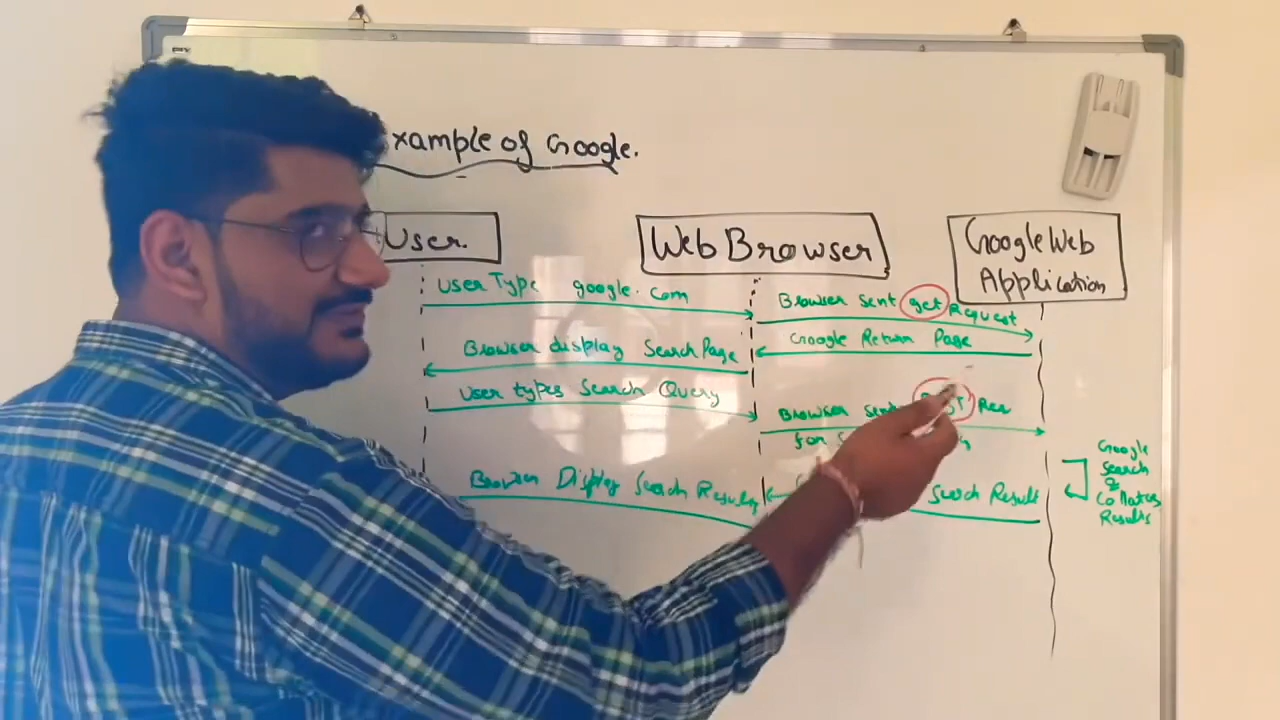 xample of Google.
User.
Web Browser
Google Web
Application
User Type google.com
Browser sent get Request
Google Return Page
Browser display Search Page
User types Search Query
Browser sent Req
for
Browser Display Search Results
Search Result
Google
Search
&
Collates
Results